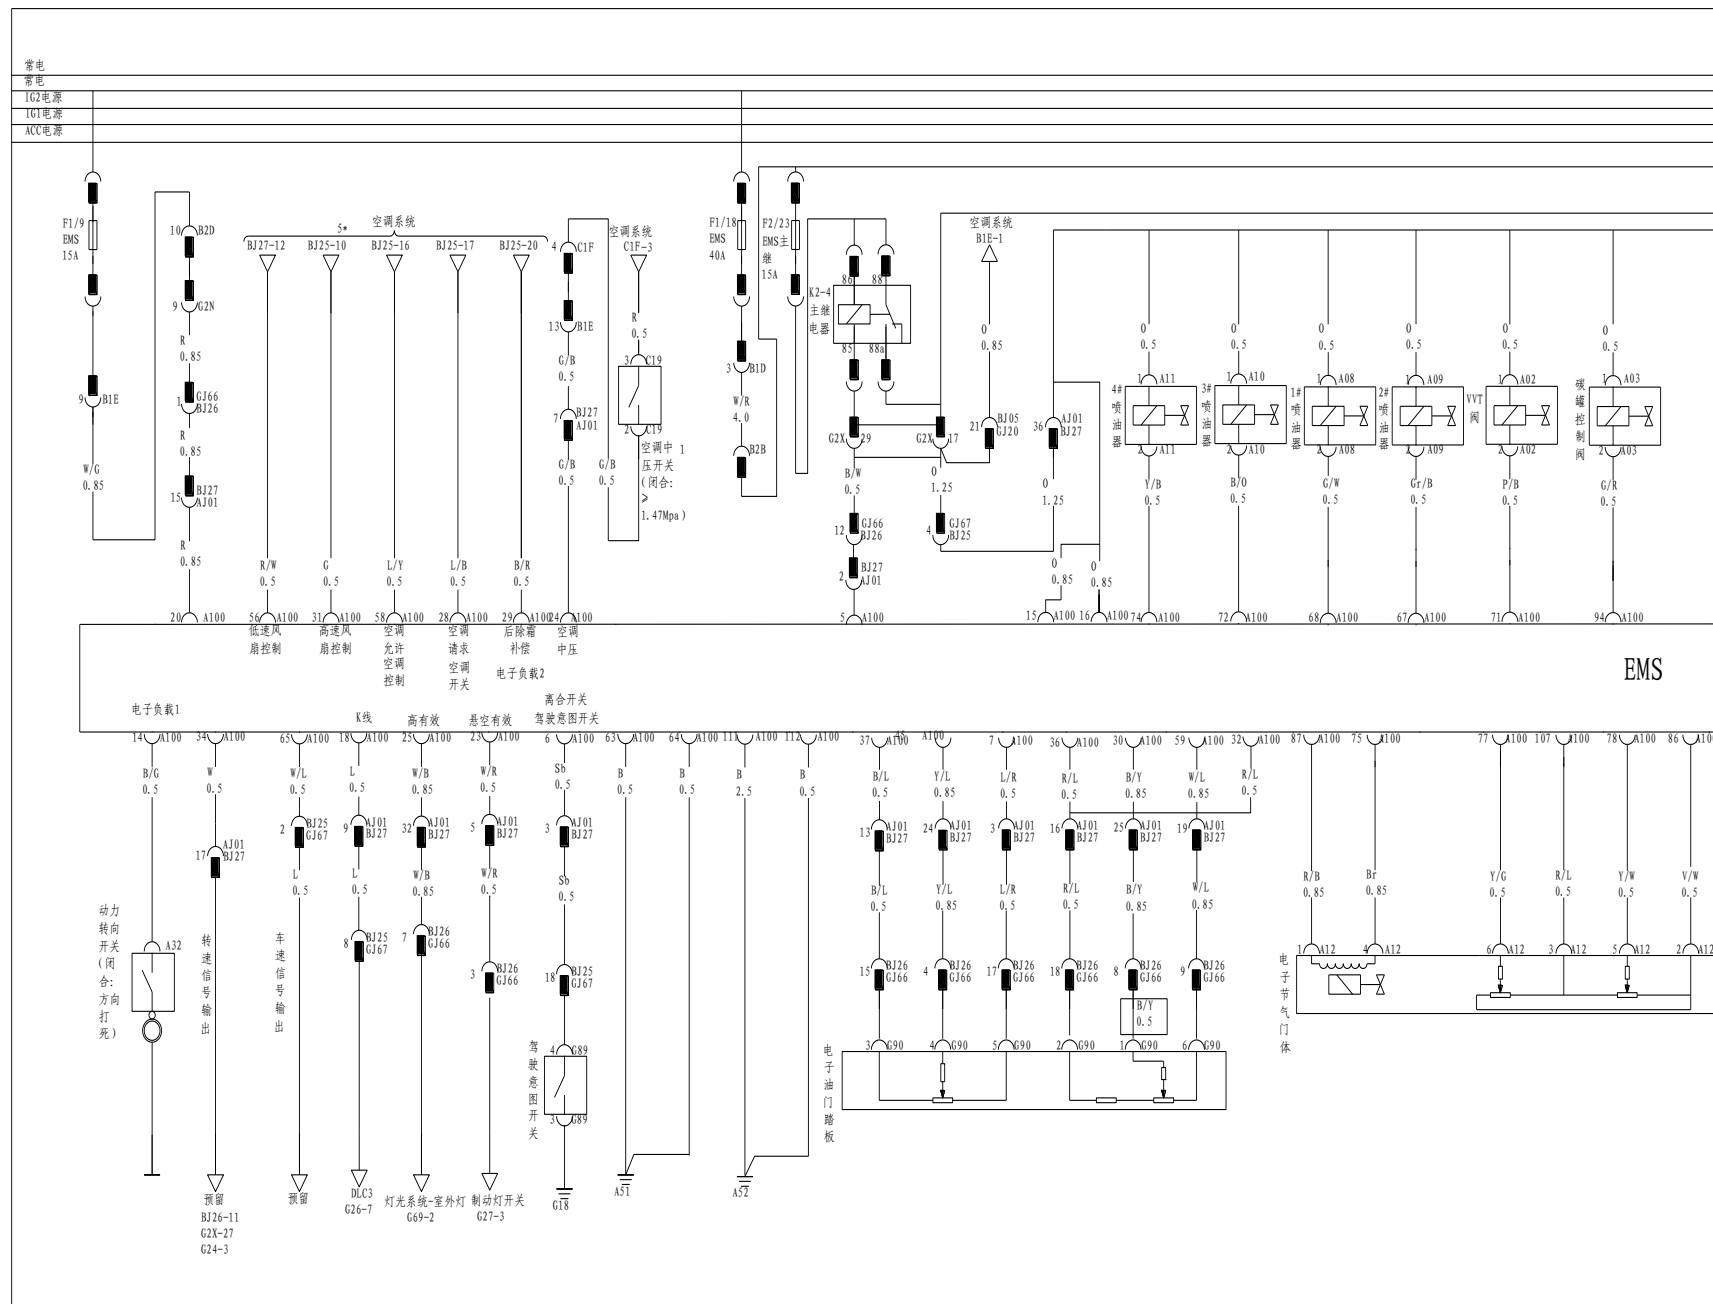 常电
常电
IG2电源
IG1电源
ACC电源
F1/9
EMS
15A
10 B2D
9 G2N
R
0.85
1 GJ66
BJ26
R
0.85
15 BJ27
AJ01
R
0.85
9 B1E
W/G
0.85
空调系统
5*
BJ27-12 BJ25-10 BJ25-16 BJ25-17 BJ25-20
R/W
0.5
G
0.5
L/Y
0.5
L/B
0.5
B/R
0.5
4 C1F
13 B1E
G/B
0.5
7 BJ27
AJ01
G/B
0.5
G/B
0.5
空调系统
C1F-3
R
0.5
3 C19
2 C19
空调中 1
压开关
(闭合:
≥
1.47Mpa)
F1/18
EMS
40A
3 B1D
W/R
4.0
B2B
F2/23
EMS主
继
15A
K2-4
主继
电器
86 88
85 88a
G2X 29
G2X 17
B/W
0.5
O
1.25
12 GJ66
BJ26
4 GJ67
BJ25
2 BJ27
AJ01
空调系统
B1E-1
O
0.85
21 BJ05
GJ20
36 AJ01
BJ27
O
1.25
O
0.85
O
0.85
O
0.5
O
0.5
O
0.5
O
0.5
O
0.5
O
0.5
1 A11
1 A10
1 A08
1 A09
1 A02
1 A03
4#喷油器
3#喷油器
1#喷油器
2#喷油器
VVT阀
碳罐控制阀
2 A11
2 A10
2 A08
2 A09
2 A02
2 A03
Y/B
0.5
B/O
0.5
G/W
0.5
Gr/B
0.5
P/B
0.5
G/R
0.5
20 A100
56 A100
31 A100
58 A100
28 A100
29 A100
24 A100
5 A100
15 A100
16 A100
74 A100
72 A100
68 A100
67 A100
71 A100
94 A100
低速风
扇控制
高速风
扇控制
空调
允许
空调
控制
空调
请求
空调
开关
后除霜
补偿
电子负载2
空调
中压
EMS
电子负载1
K线
高有效
悬空有效
离合开关
驾驶意图开关
14 A100
34 A100
65 A100
18 A100
25 A100
23 A100
6 A100
63 A100
64 A100
111 A100
112 A100
37 A100
45 A100
7 A100
36 A100
30 A100
59 A100
32 A100
87 A100
75 A100
77 A100
107 A100
78 A100
86 A100
B/G
0.5
W
0.5
W/L
0.5
L
0.5
W/B
0.85
W/R
0.5
Sb
0.5
B
0.5
B
0.5
B
2.5
B
0.5
B/L
0.5
Y/L
0.85
L/R
0.5
R/L
0.5
B/Y
0.85
W/L
0.85
R/L
0.5
17 AJ01
BJ27
2 BJ25
GJ67
9 AJ01
BJ27
32 AJ01
BJ27
5 AJ01
BJ27
3 AJ01
BJ27
13 AJ01
BJ27
24 AJ01
BJ27
3 AJ01
BJ27
16 AJ01
BJ27
25 AJ01
BJ27
19 AJ01
BJ27
L
0.5
L
0.5
W/B
0.85
W/R
0.5
Sb
0.5
B/L
0.5
Y/L
0.85
L/R
0.5
R/L
0.5
B/Y
0.85
W/L
0.85
R/B
0.85
Br
0.85
Y/G
0.5
R/L
0.5
Y/W
0.5
V/W
0.5
8 BJ25
GJ67
7 BJ26
GJ66
3 BJ26
GJ66
18 BJ25
GJ67
15 BJ26
GJ66
4 BJ26
GJ66
17 BJ26
GJ66
18 BJ26
GJ66
8 BJ26
GJ66
9 BJ26
GJ66
B/Y
0.5
动力
转向
开关
(闭
合:
方向
打
死)
A32
转速信号输出
车速信号输出
驾驶意图开关
4 G89
3 G89
3 G90
4 G90
5 G90
2 G90
1 G90
6 G90
电子油门踏板
1 A12
4 A12
6 A12
3 A12
5 A12
2 A12
电子节气门体
预留
BJ26-11
G2X-27
G24-3
预留
DLC3
G26-7
灯光系统-室外灯
G69-2
制动灯开关
G27-3
G18
A51
A52